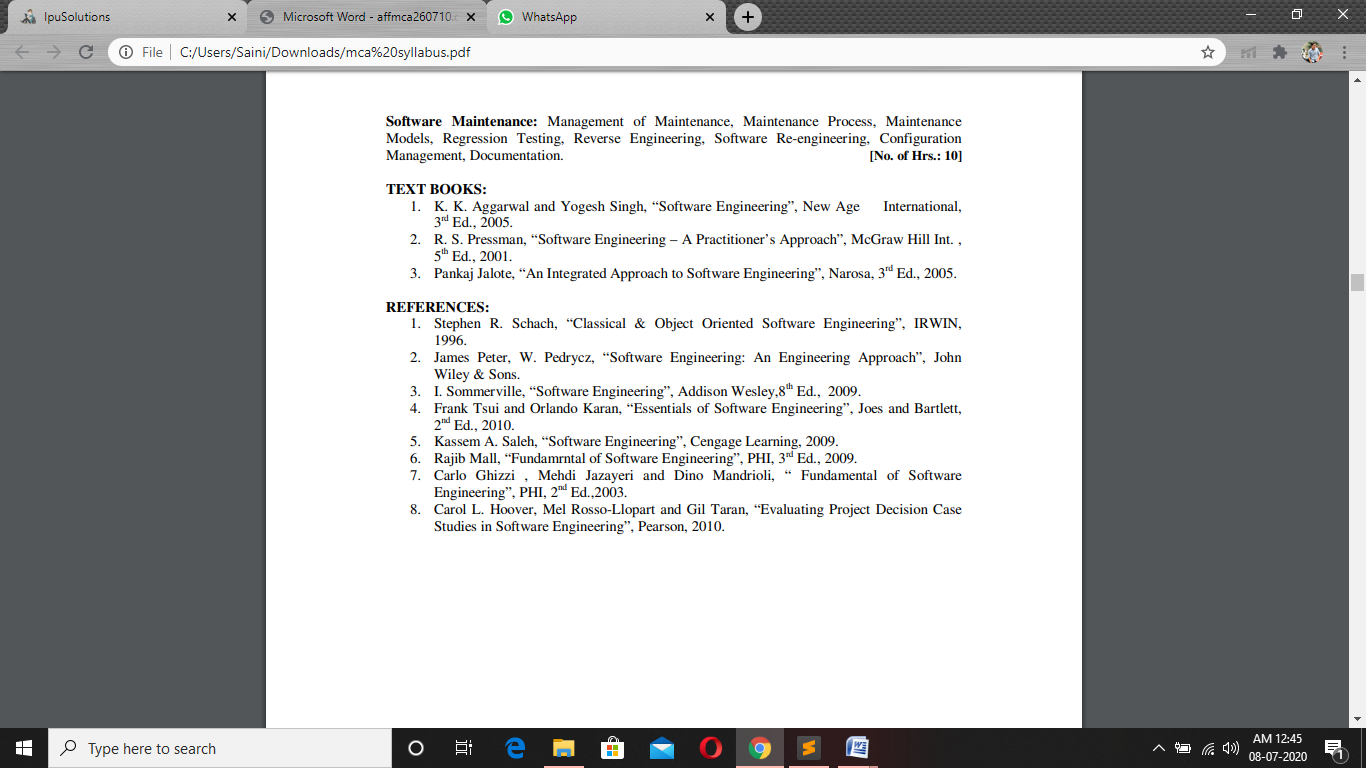 IpuSolutions
Microsoft Word - affmca260710.
WhatsApp
File
C:/Users/Saini/Downloads/mca%20syllabus.pdf
Software Maintenance: Management of Maintenance, Maintenance Process, Maintenance
Models, Regression Testing, Reverse Engineering, Software Re-engineering, Configuration
Management, Documentation. [No. of Hrs.: 10]
TEXT BOOKS:
1. K. K. Aggarwal and Yogesh Singh, “Software Engineering”, New Age International,
3rd Ed., 2005.
2. R. S. Pressman, “Software Engineering – A Practitioner’s Approach”, McGraw Hill Int. ,
5th Ed., 2001.
3. Pankaj Jalote, “An Integrated Approach to Software Engineering”, Narosa, 3rd Ed., 2005.
REFERENCES:
1. Stephen R. Schach, “Classical & Object Oriented Software Engineering”, IRWIN,
1996.
2. James Peter, W. Pedrycz, “Software Engineering: An Engineering Approach”, John
Wiley & Sons.
3. I. Sommerville, “Software Engineering”, Addison Wesley,8th Ed., 2009.
4. Frank Tsui and Orlando Karan, “Essentials of Software Engineering”, Joes and Bartlett,
2nd Ed., 2010.
5. Kassem A. Saleh, “Software Engineering”, Cengage Learning, 2009.
6. Rajib Mall, “Fundamrntal of Software Engineering”, PHI, 3rd Ed., 2009.
7. Carlo Ghizzi , Mehdi Jazayeri and Dino Mandrioli, “ Fundamental of Software
Engineering”, PHI, 2nd Ed.,2003.
8. Carol L. Hoover, Mel Rosso-Llopart and Gil Taran, “Evaluating Project Decision Case
Studies in Software Engineering”, Pearson, 2010.
Type here to search
AM 12:45
08-07-2020
1